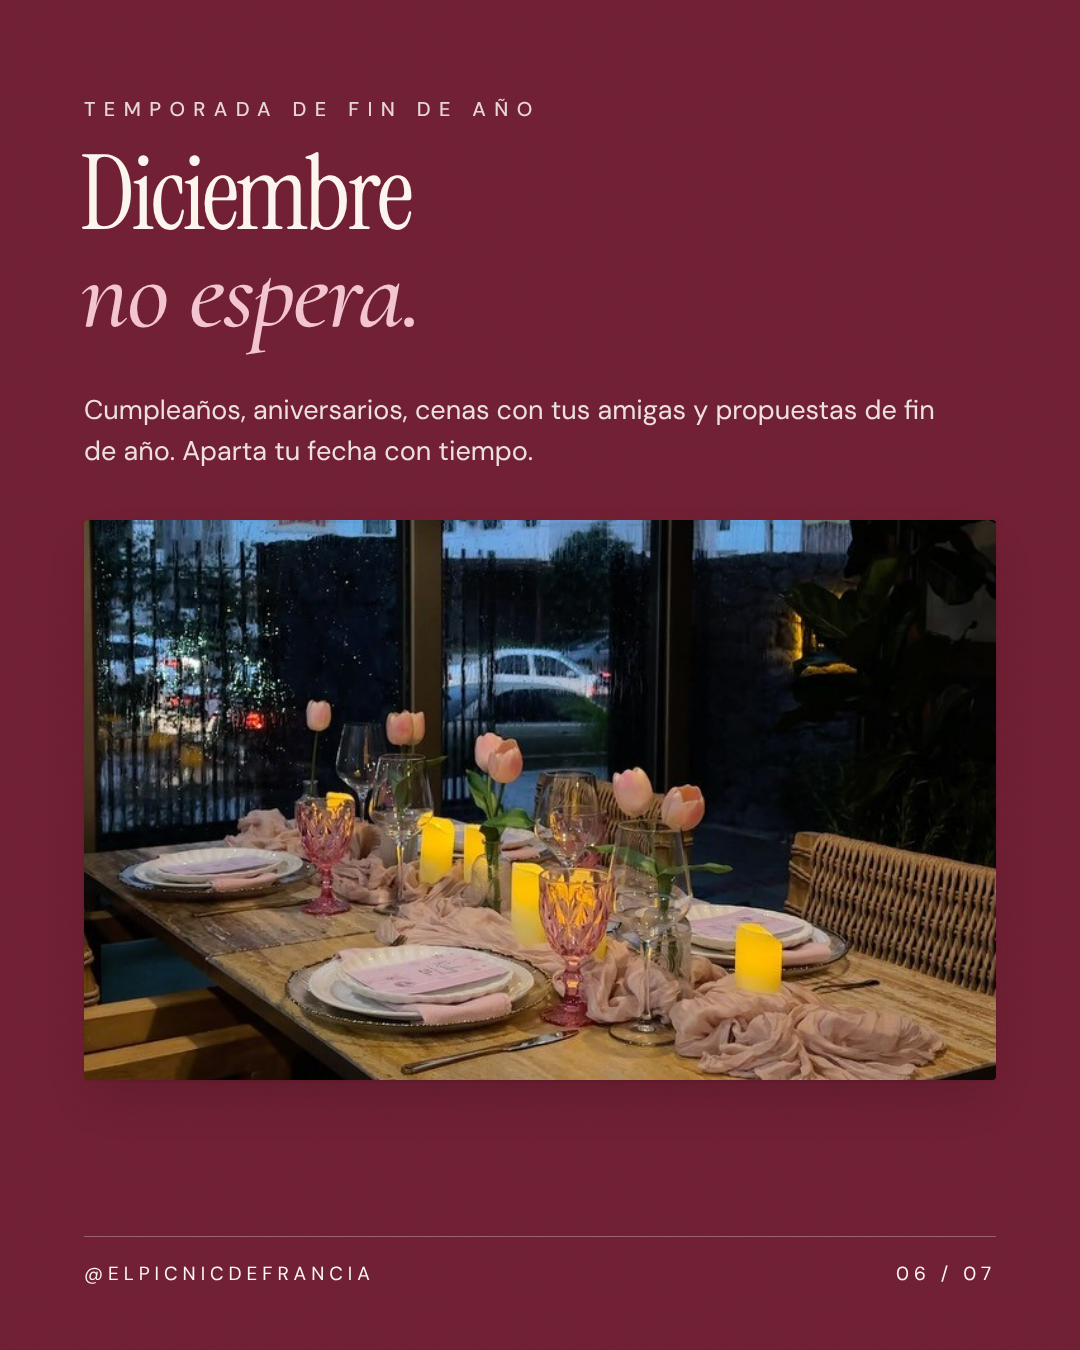 TEMPORADA DE FIN DE AÑO
Diciembre
no espera.
Cumpleaños, aniversarios, cenas con tus amigas y propuestas de fin
de año. Aparta tu fecha con tiempo.
@ELPICNICDEFRANCIA
06 / 07